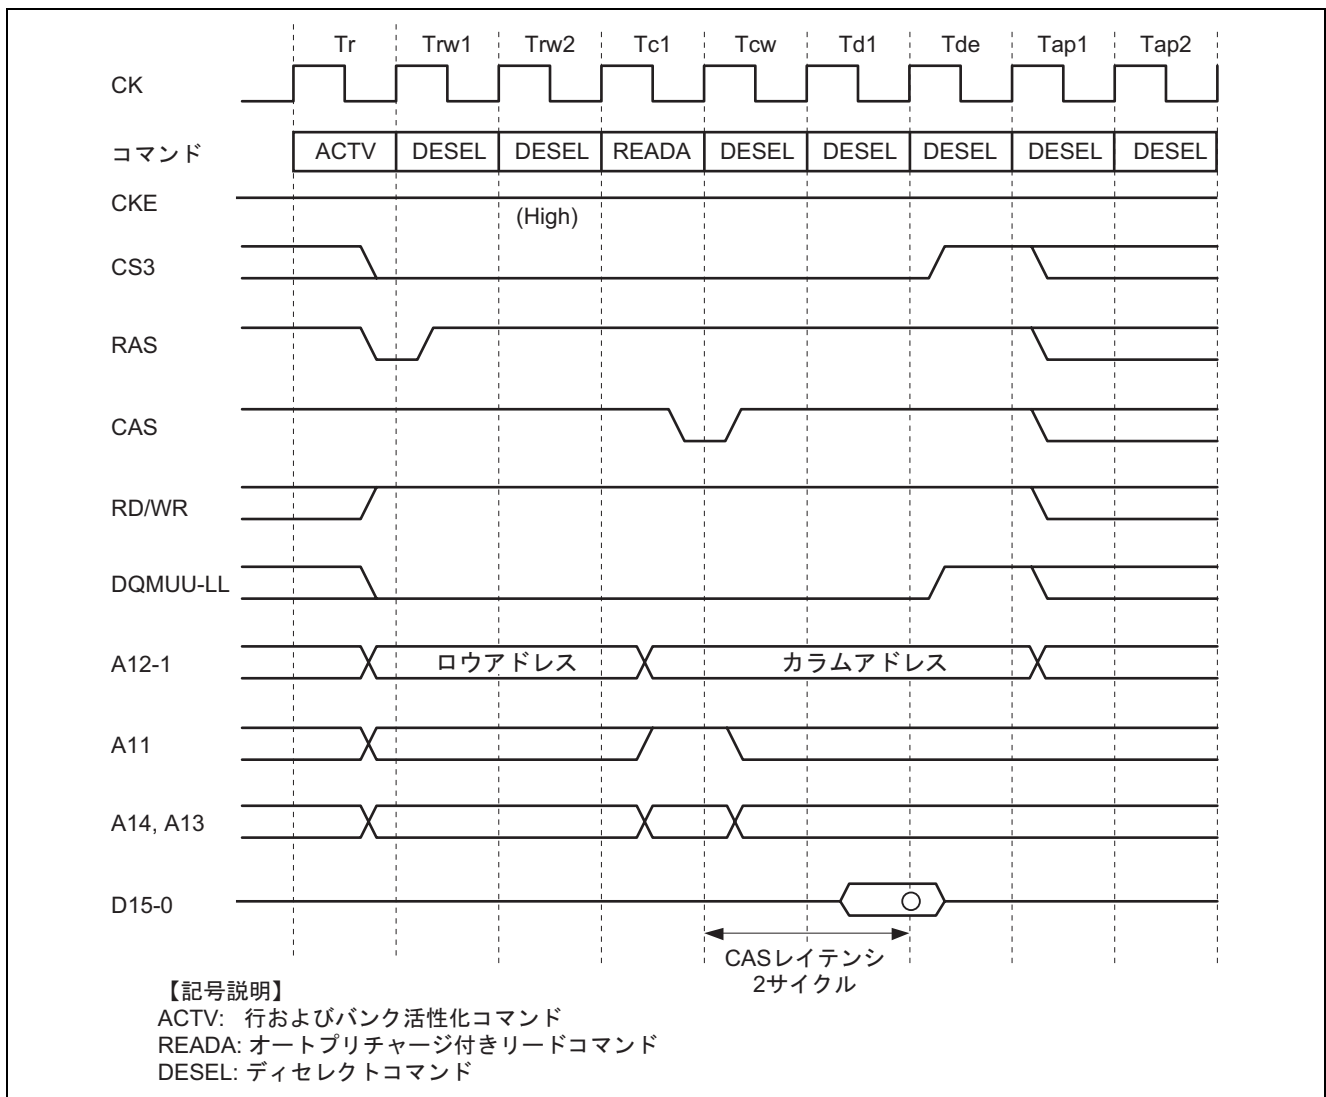 Tr Trw1 Trw2 Tc1 Tcw Td1 Tde Tap1 Tap2
CK
コマンド ACTV DESEL DESEL READA DESEL DESEL DESEL DESEL DESEL
CKE
(High)
CS3
RAS
CAS
RD/WR
DQMUU-LL
A12-1 ロウアドレス カラムアドレス
A11
A14, A13
D15-0
CASレイテンシ
2サイクル
【記号説明】
ACTV: 行およびバンク活性化コマンド
READA: オートプリチャージ付きリードコマンド
DESEL: ディセレクトコマンド